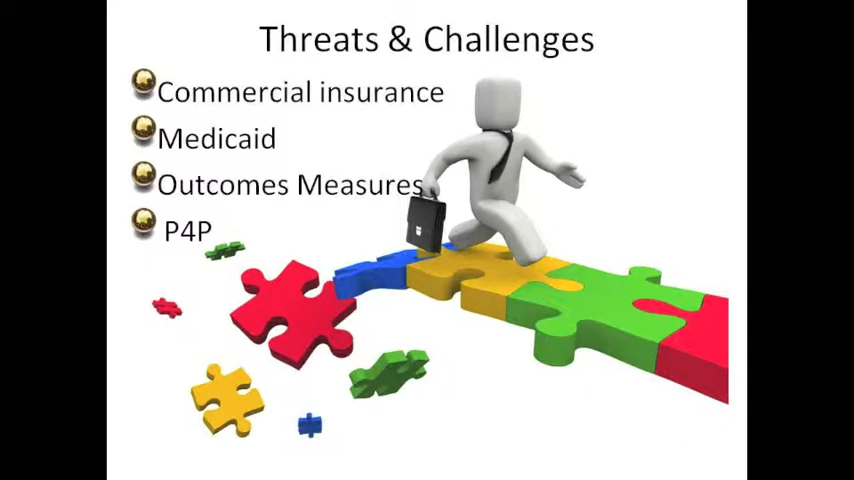 Threats & Challenges
Commercial insurance
Medicaid
Outcomes Measures
P4P